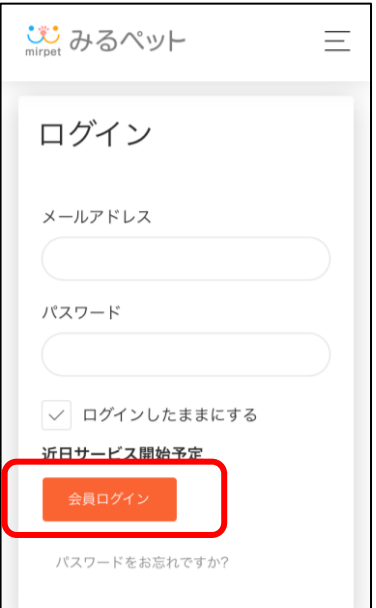 mirpet みるペット
ログイン
メールアドレス
パスワード
ログインしたままにする
近日サービス開始予定
会員ログイン
パスワードをお忘れですか?